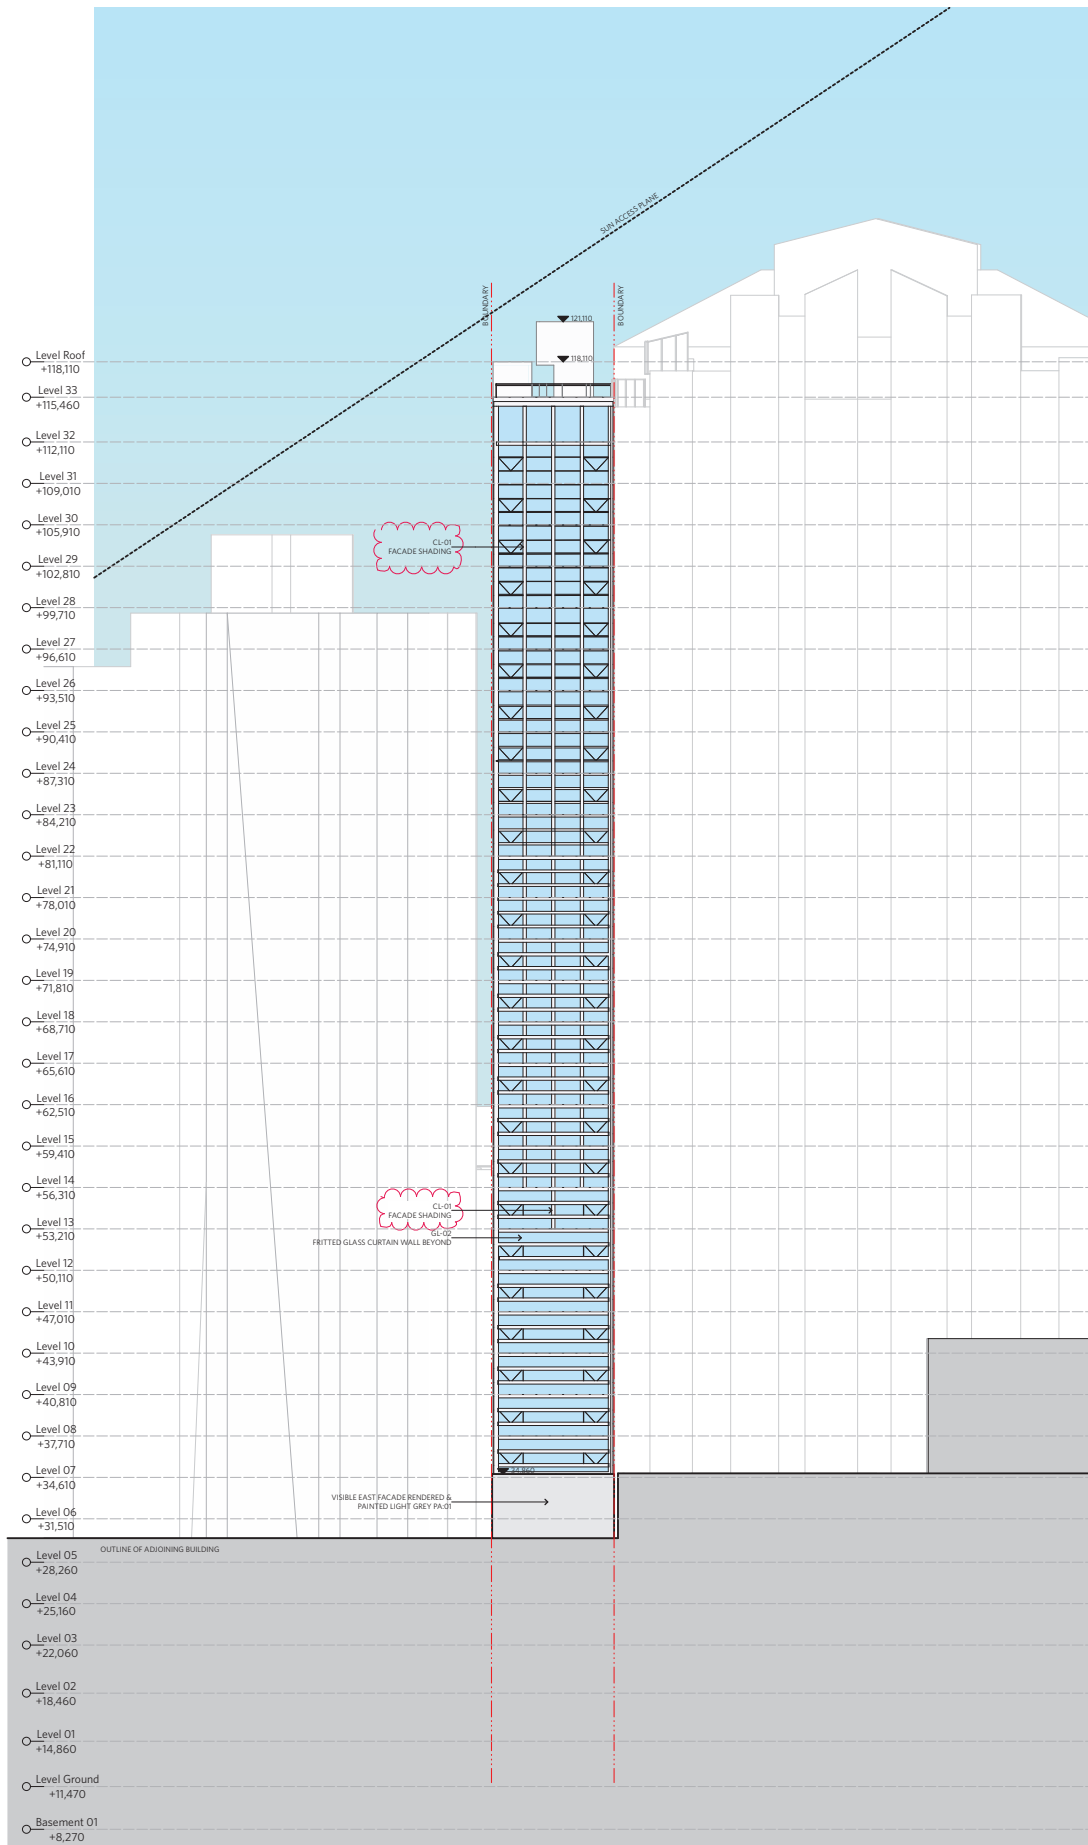 SUN ACCESS PLANE
BOUNDARY
BOUNDARY
121,110
118,110
Level Roof
+118,110
Level 33
+115,460
Level 32
+112,110
Level 31
+109,010
Level 30
+105,910
CL-01
FACADE SHADING
Level 29
+102,810
Level 28
+99,710
Level 27
+96,610
Level 26
+93,510
Level 25
+90,410
Level 24
+87,310
Level 23
+84,210
Level 22
+81,110
Level 21
+78,010
Level 20
+74,910
Level 19
+71,810
Level 18
+68,710
Level 17
+65,610
Level 16
+62,510
Level 15
+59,410
Level 14
+56,310
CL-01
FACADE SHADING
Level 13
+53,210
GL-02
FRITTED GLASS CURTAIN WALL BEYOND
Level 12
+50,110
Level 11
+47,010
Level 10
+43,910
Level 09
+40,810
Level 08
+37,710
34,860
Level 07
+34,610
VISIBLE EAST FACADE RENDERED &
PAINTED LIGHT GREY PA:01
Level 06
+31,510
OUTLINE OF ADJOINING BUILDING
Level 05
+28,260
Level 04
+25,160
Level 03
+22,060
Level 02
+18,460
Level 01
+14,860
Level Ground
+11,470
Basement 01
+8,270